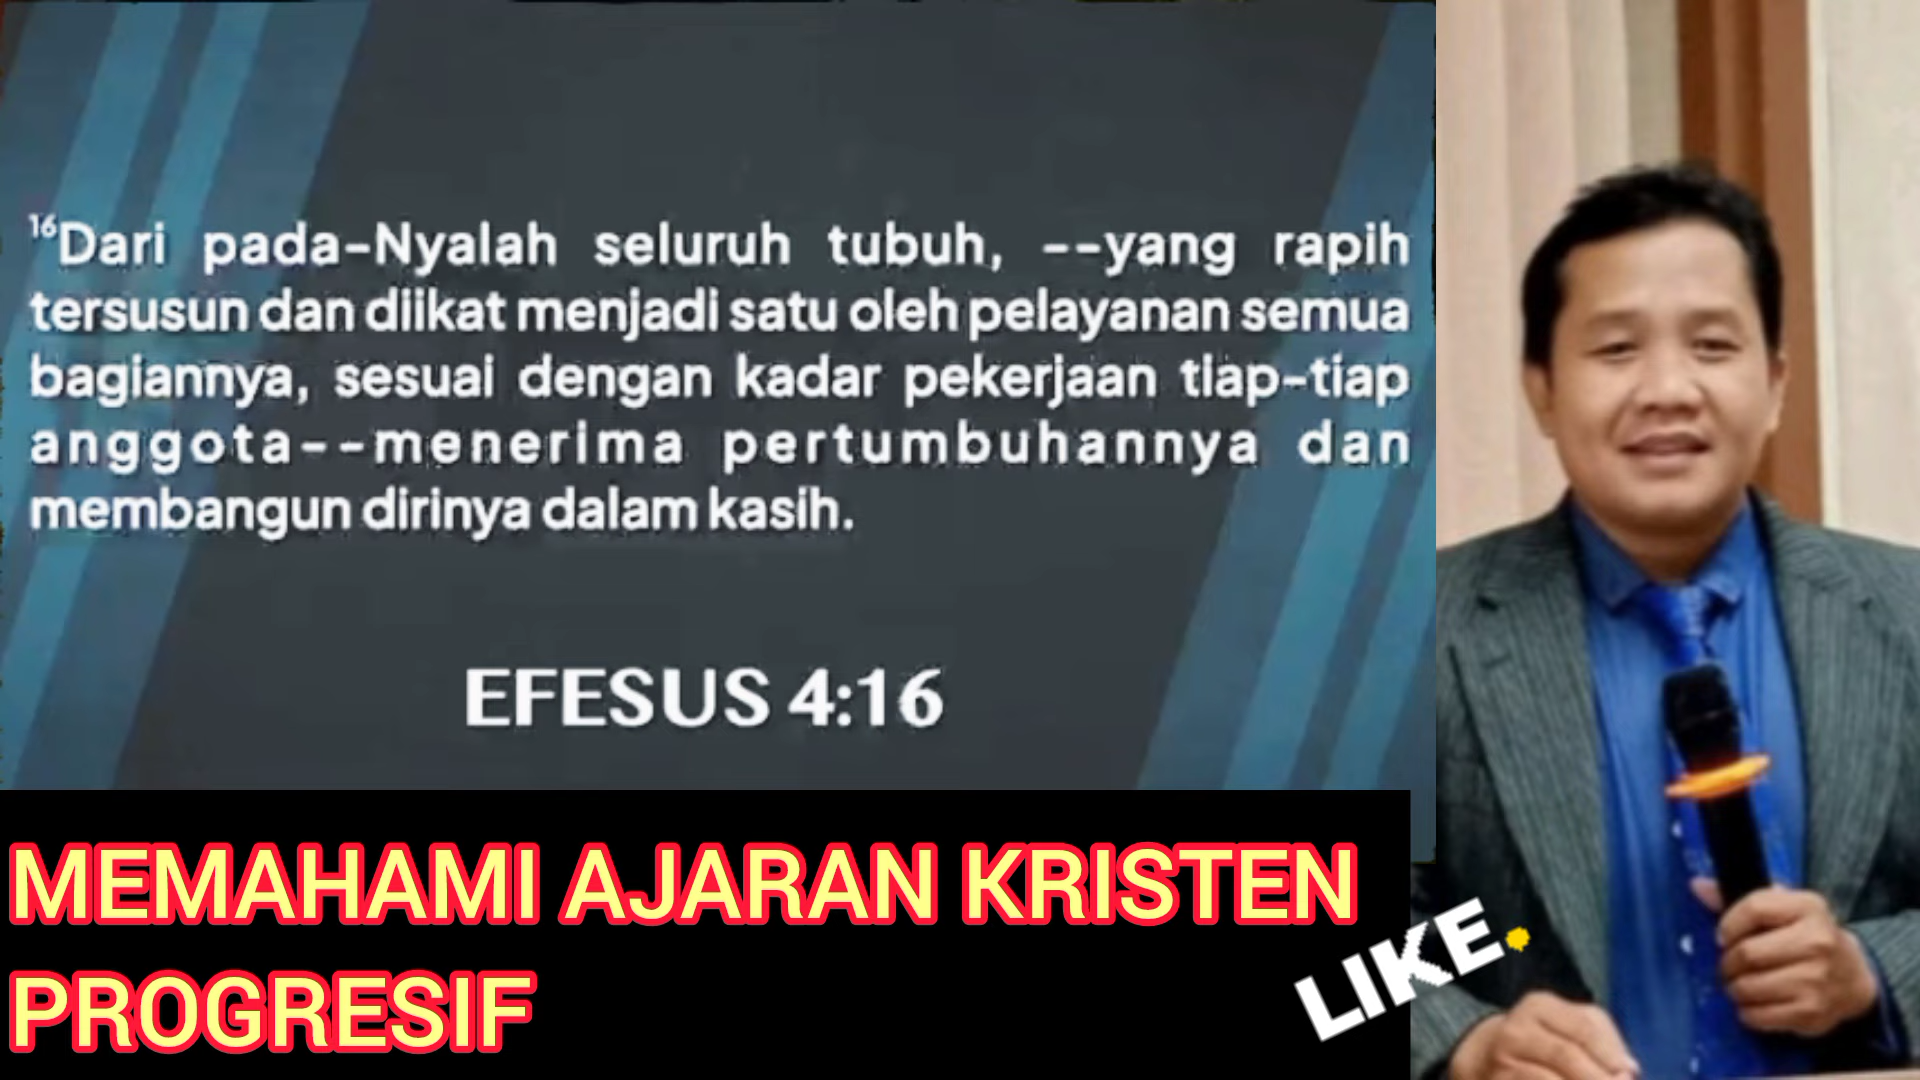 ¹⁶Dari pada-Nyalah seluruh tubuh, --yang rapih
tersusun dan diikat menjadi satu oleh pelayanan semua
bagiannya, sesuai dengan kadar pekerjaan tiap-tiap
anggota--menerima pertumbuhannya dan
membangun dirinya dalam kasih.
EFESUS 4:16
MEMAHAMI AJARAN KRISTEN
PROGRESIF
LIKE.